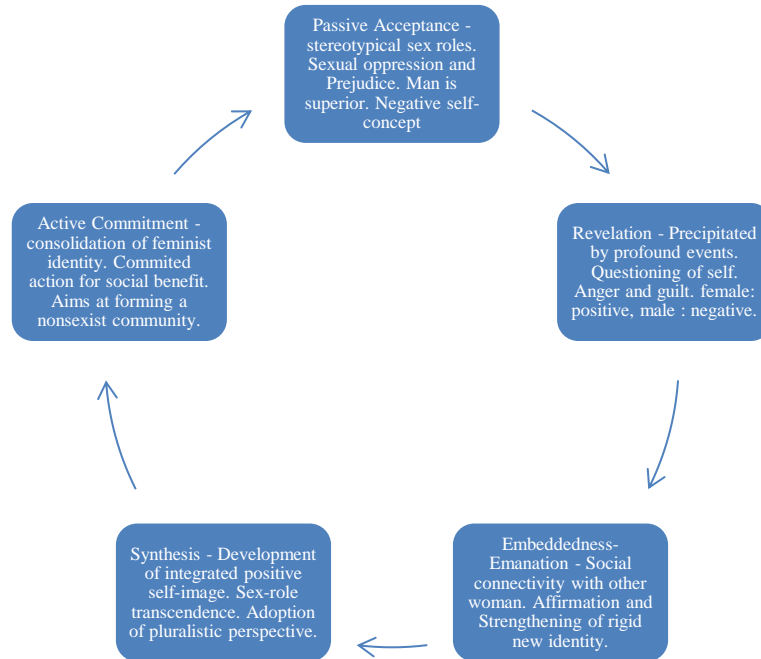 Passive Acceptance -
stereotypical sex roles.
Sexual oppression and
Prejudice. Man is
superior. Negative self-
concept
Revelation - Precipitated
by profound events.
Questioning of self.
Anger and guilt. female:
positive, male : negative.
Embeddedness-
Emanation - Social
connectivity with other
woman. Affirmation and
Strengthening of rigid
new identity.
Synthesis - Development
of integrated positive
self-image. Sex-role
transcendence. Adoption
of pluralistic perspective.
Active Commitment -
consolidation of feminist
identity. Commited
action for social benefit.
Aims at forming a
nonsexist community.